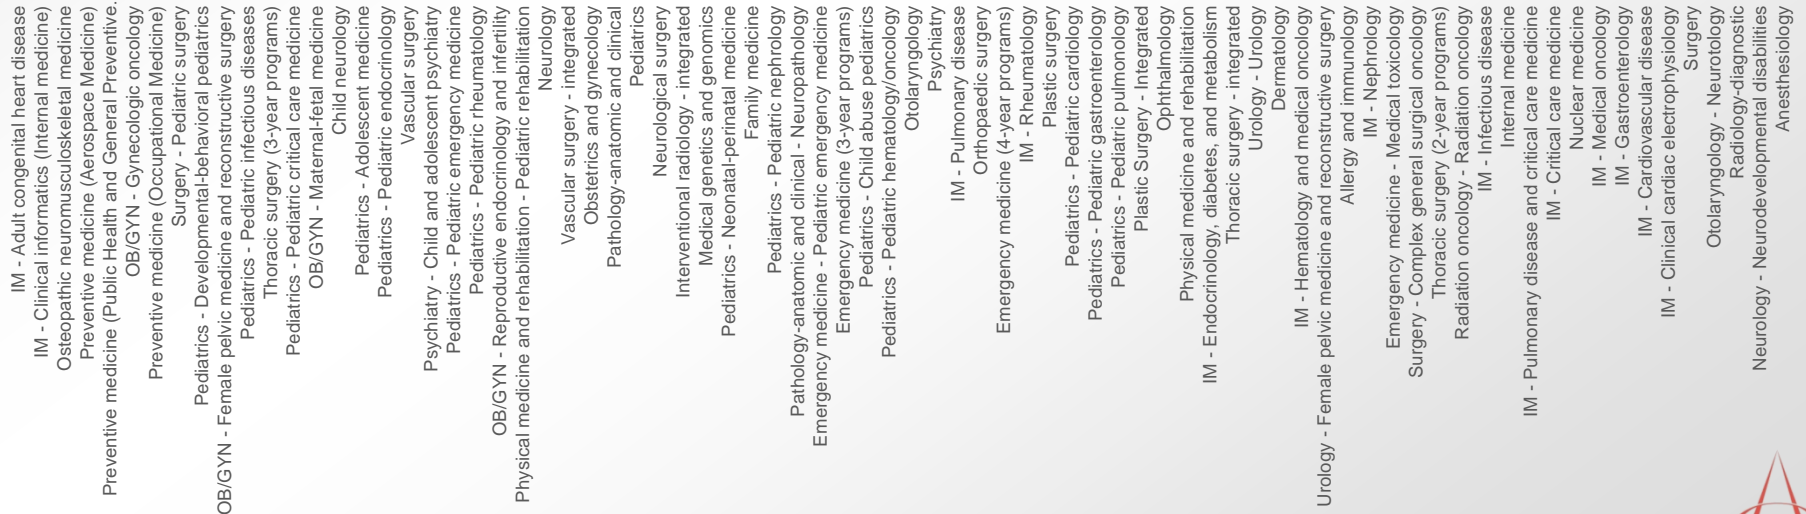 IM - Adult congenital heart disease
IM - Clinical informatics (Internal medicine)
Osteopathic neuromusculoskeletal medicine
Preventive medicine (Aerospace Medicine)
Preventive medicine (Public Health and General Preventive.
OB/GYN - Gynecologic oncology
Preventive medicine (Occupational Medicine)
Surgery - Pediatric surgery
Pediatrics - Developmental-behavioral pediatrics
OB/GYN - Female pelvic medicine and reconstructive surgery
Pediatrics - Pediatric infectious diseases
Thoracic surgery (3-year programs)
Pediatrics - Pediatric critical care medicine
OB/GYN - Maternal-fetal medicine
Child neurology
Pediatrics - Adolescent medicine
Pediatrics - Pediatric endocrinology
Vascular surgery
Psychiatry - Child and adolescent psychiatry
Pediatrics - Pediatric emergency medicine
Pediatrics - Pediatric rheumatology
OB/GYN - Reproductive endocrinology and infertility
Physical medicine and rehabilitation - Pediatric rehabilitation
Neurology
Vascular surgery - integrated
Obstetrics and gynecology
Pathology-anatomic and clinical
Pediatrics
Neurological surgery
Interventional radiology - integrated
Medical genetics and genomics
Pediatrics - Neonatal-perinatal medicine
Family medicine
Pediatrics - Pediatric nephrology
Pathology-anatomic and clinical - Neuropathology
Emergency medicine - Pediatric emergency medicine
Emergency medicine (3-year programs)
Pediatrics - Child abuse pediatrics
Pediatrics - Pediatric hematology/oncology
Otolaryngology
Psychiatry
IM - Pulmonary disease
Orthopaedic surgery
Emergency medicine (4-year programs)
IM - Rheumatology
Plastic surgery
Pediatrics - Pediatric cardiology
Pediatrics - Pediatric gastroenterology
Pediatrics - Pediatric pulmonology
Plastic Surgery - Integrated
Ophthalmology
Physical medicine and rehabilitation
IM - Endocrinology, diabetes, and metabolism
Thoracic surgery - integrated
Urology - Urology
Dermatology
IM - Hematology and medical oncology
Urology - Female pelvic medicine and reconstructive surgery
Allergy and immunology
IM - Nephrology
Emergency medicine - Medical toxicology
Surgery - Complex general surgical oncology
Thoracic surgery (2-year programs)
Radiation oncology - Radiation oncology
IM - Infectious disease
Internal medicine
IM - Pulmonary disease and critical care medicine
IM - Critical care medicine
Nuclear medicine
IM - Medical oncology
IM - Gastroenterology
IM - Cardiovascular disease
IM - Clinical cardiac electrophysiology
Surgery
Otolaryngology - Neurotology
Radiology-diagnostic
Neurology - Neurodevelopmental disabilities
Anesthesiology